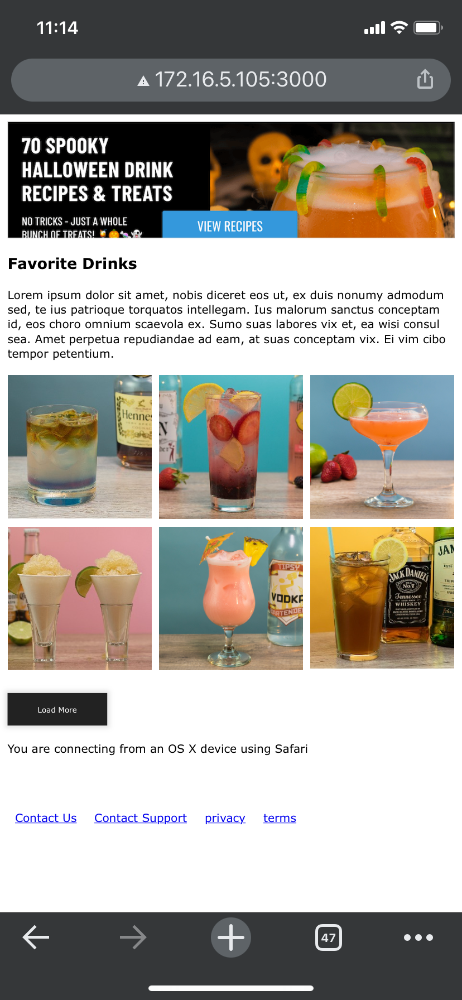 11:14
172.16.5.105:3000
70 SPOOKY
HALLOWEEN DRINK
RECIPES & TREATS
NO TRICKS - JUST A WHOLE
BUNCH OF TREATS! 🍹🎃🍬👻
VIEW RECIPES
Favorite Drinks
Lorem ipsum dolor sit amet, nobis diceret eos ut, ex duis nonumy admodum
sed, te ius patrioque torquatos intellegam. Ius malorum sanctus conceptam
id, eos choro omnium scaevola ex. Sumo suas labores vix et, ea wisi consul
sea. Amet perpetua repudiandae ad eam, at suas conceptam vix. Ei vim cibo
tempor petentium.
Hennes
COGNAC
TIPSY
VODKA
BARTENDER
JACK DANIEL'S
OLD
No.7
Tennessee
WHISKEY
JAM
Load More
You are connecting from an OS X device using Safari
Contact Us Contact Support privacy terms
47